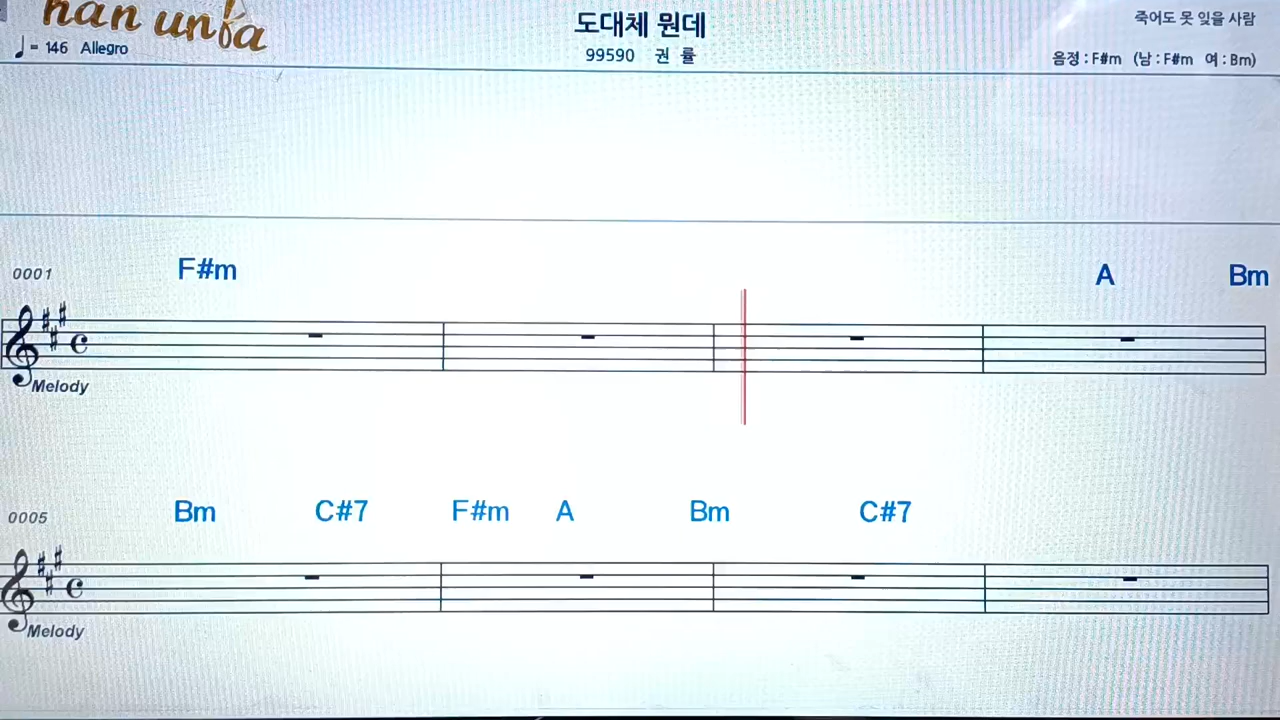 han unba
♩= 146 Allegro
도대체 뭔데
99590 권 률
죽어도 못 잊을 사람
음정 : F#m (남 : F#m 여 : Bm)
0001 F#m A Bm
Melody
0005 Bm C#7 F#m A Bm C#7
Melody